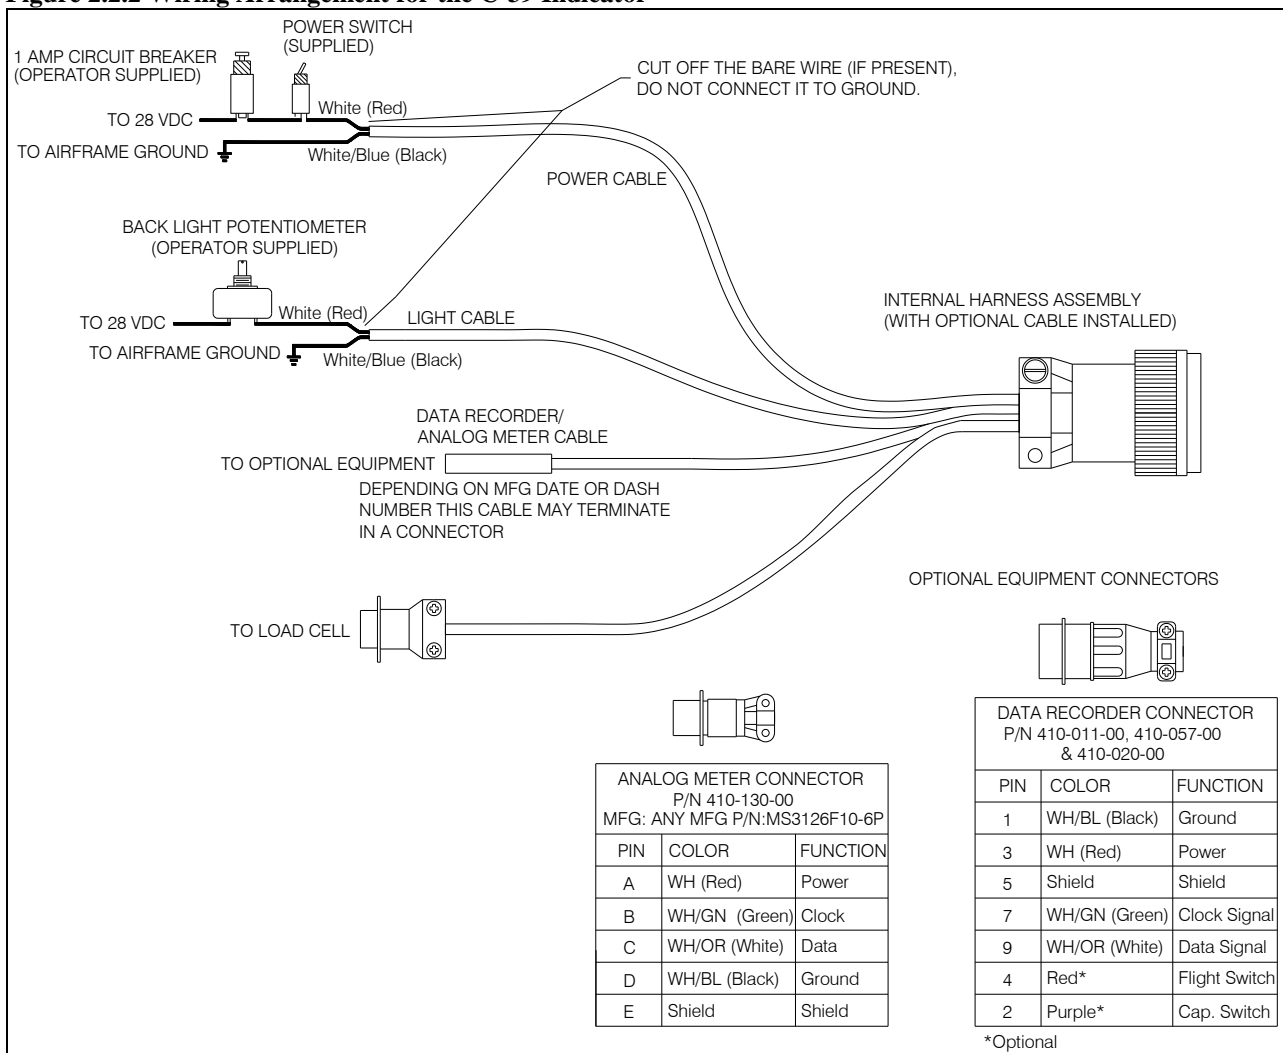 Figure 2.2.2 Wiring Arrangement for the C-39 Indicator
POWER SWITCH
(SUPPLIED)
1 AMP CIRCUIT BREAKER
(OPERATOR SUPPLIED)
CUT OFF THE BARE WIRE (IF PRESENT),
DO NOT CONNECT IT TO GROUND.
White (Red)
TO 28 VDC
TO AIRFRAME GROUND
White/Blue (Black)
POWER CABLE
BACK LIGHT POTENTIOMETER
(OPERATOR SUPPLIED)
INTERNAL HARNESS ASSEMBLY
(WITH OPTIONAL CABLE INSTALLED)
White (Red)
LIGHT CABLE
TO 28 VDC
TO AIRFRAME GROUND
White/Blue (Black)
DATA RECORDER/
ANALOG METER CABLE
TO OPTIONAL EQUIPMENT
DEPENDING ON MFG DATE OR DASH
NUMBER THIS CABLE MAY TERMINATE
IN A CONNECTOR
OPTIONAL EQUIPMENT CONNECTORS
TO LOAD CELL
ANALOG METER CONNECTOR
P/N 410-130-00
MFG: ANY MFG P/N:MS3126F10-6P
PIN COLOR FUNCTION
A WH (Red) Power
B WH/GN (Green) Clock
C WH/OR (White) Data
D WH/BL (Black) Ground
E Shield Shield
DATA RECORDER CONNECTOR
P/N 410-011-00, 410-057-00
& 410-020-00
PIN COLOR FUNCTION
1 WH/BL (Black) Ground
3 WH (Red) Power
5 Shield Shield
7 WH/GN (Green) Clock Signal
9 WH/OR (White) Data Signal
4 Red* Flight Switch
2 Purple* Cap. Switch
*Optional